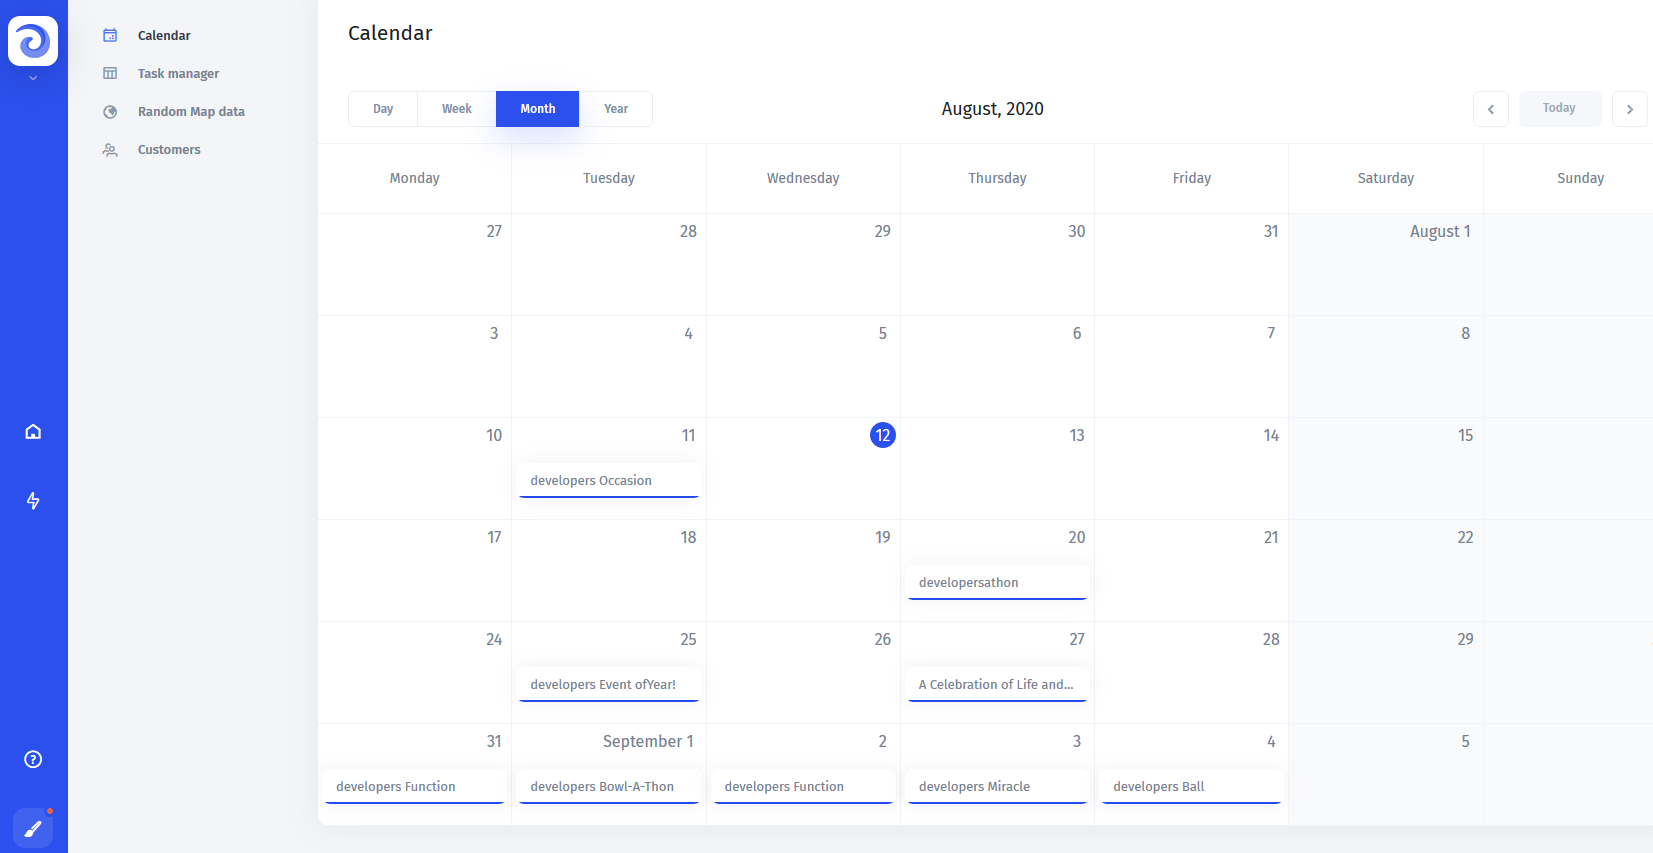 Calendar
Task manager
Random Map data
Customers
Calendar
Day Week Month Year
August, 2020
Today
Monday Tuesday Wednesday Thursday Friday Saturday Sunday
27 28 29 30 31 August 1
3 4 5 6 7 8
10 11 12 13 14 15
developers Occasion
17 18 19 20 21 22
developersathon
24 25 26 27 28 29
developers Event ofYear! A Celebration of Life and...
31 September 1 2 3 4 5
developers Function developers Bowl-A-Thon developers Function developers Miracle developers Ball